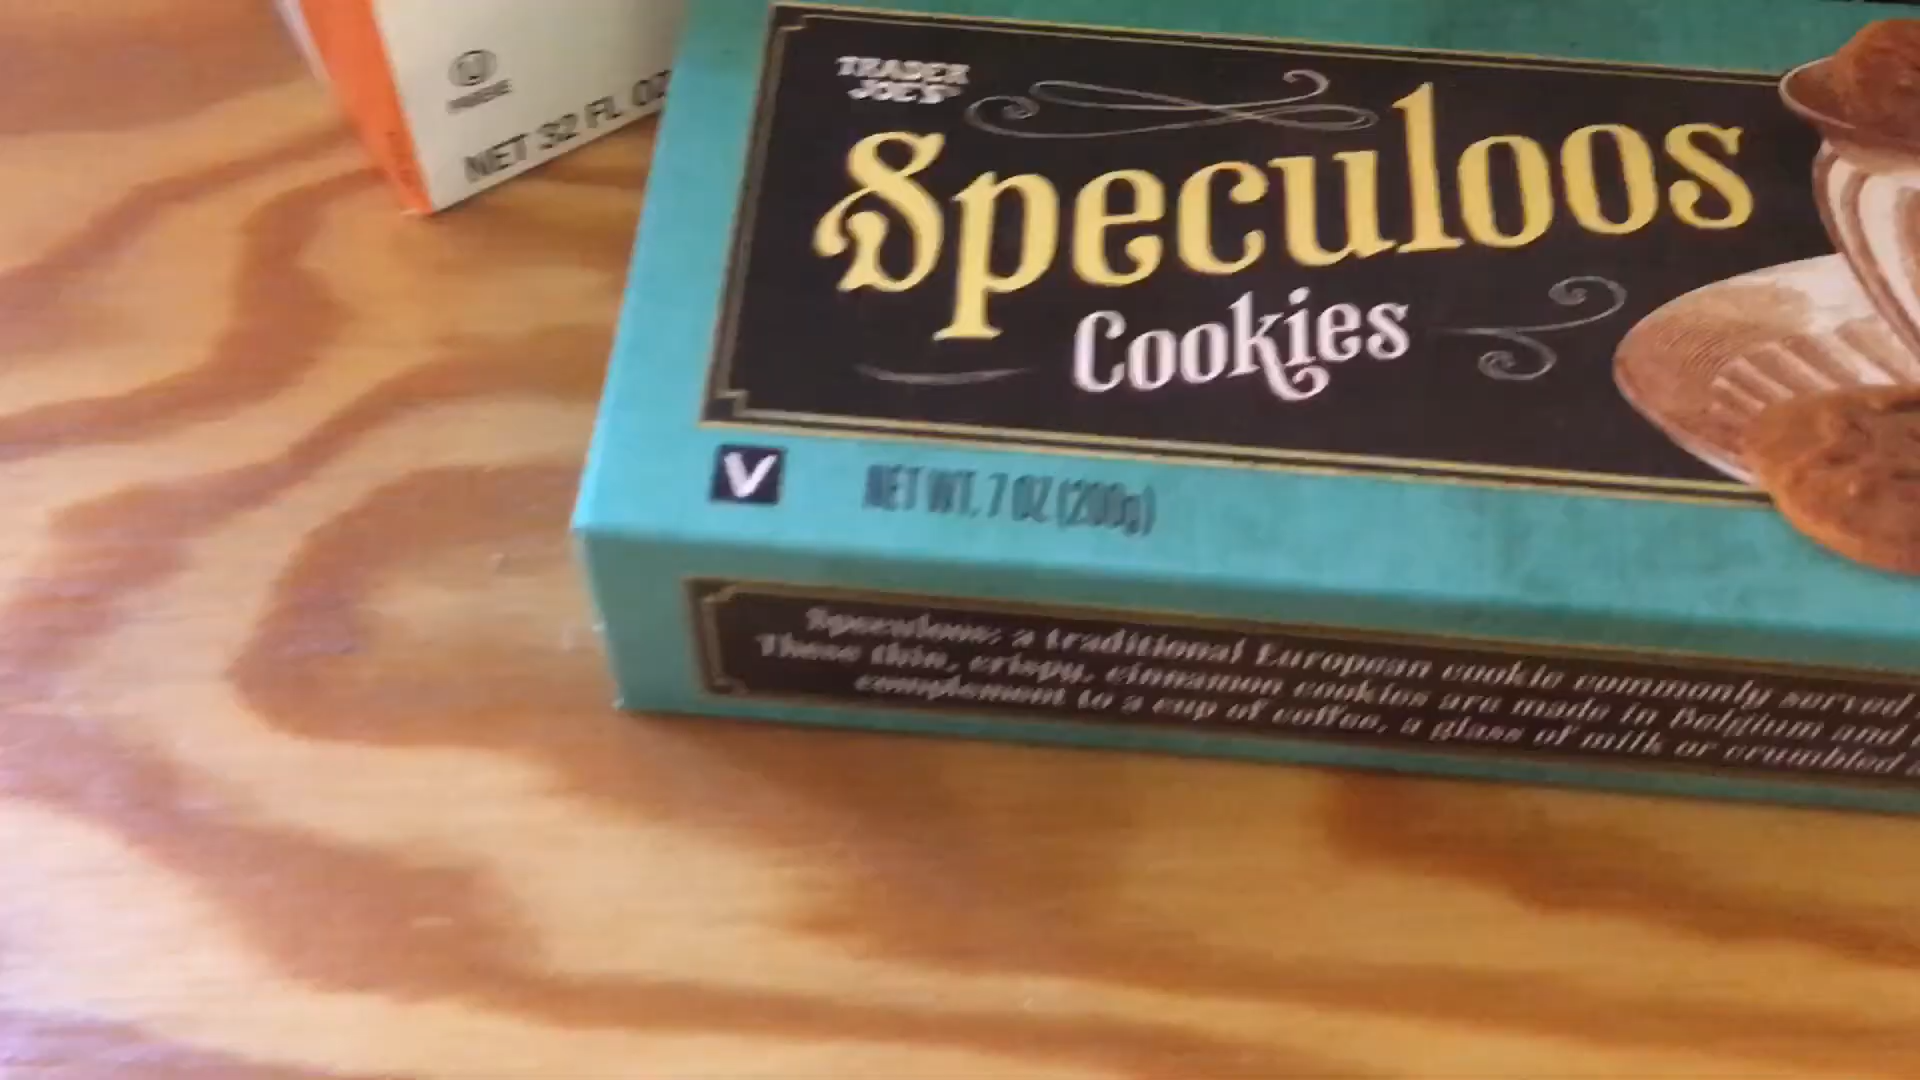 U
PAREVE
NET 32 FL OZ
TRADER
JOE'S
Speculoos
Cookies
V
NET WT. 7 OZ (200g)
Speculoos: a traditional European cookie commonly served
These thin, crispy, cinnamon cookies are made in Belgium and
complement to a cup of coffee, a glass of milk or crumbled